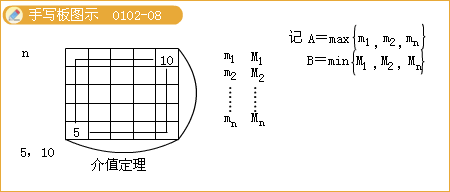 手写板图示 0102-08
n
10
5
5，10
介值定理
m1 M1
m2 M2
mn Mn
记 A=max{m1，m2，mn}
B=min{M1，M2，Mn}